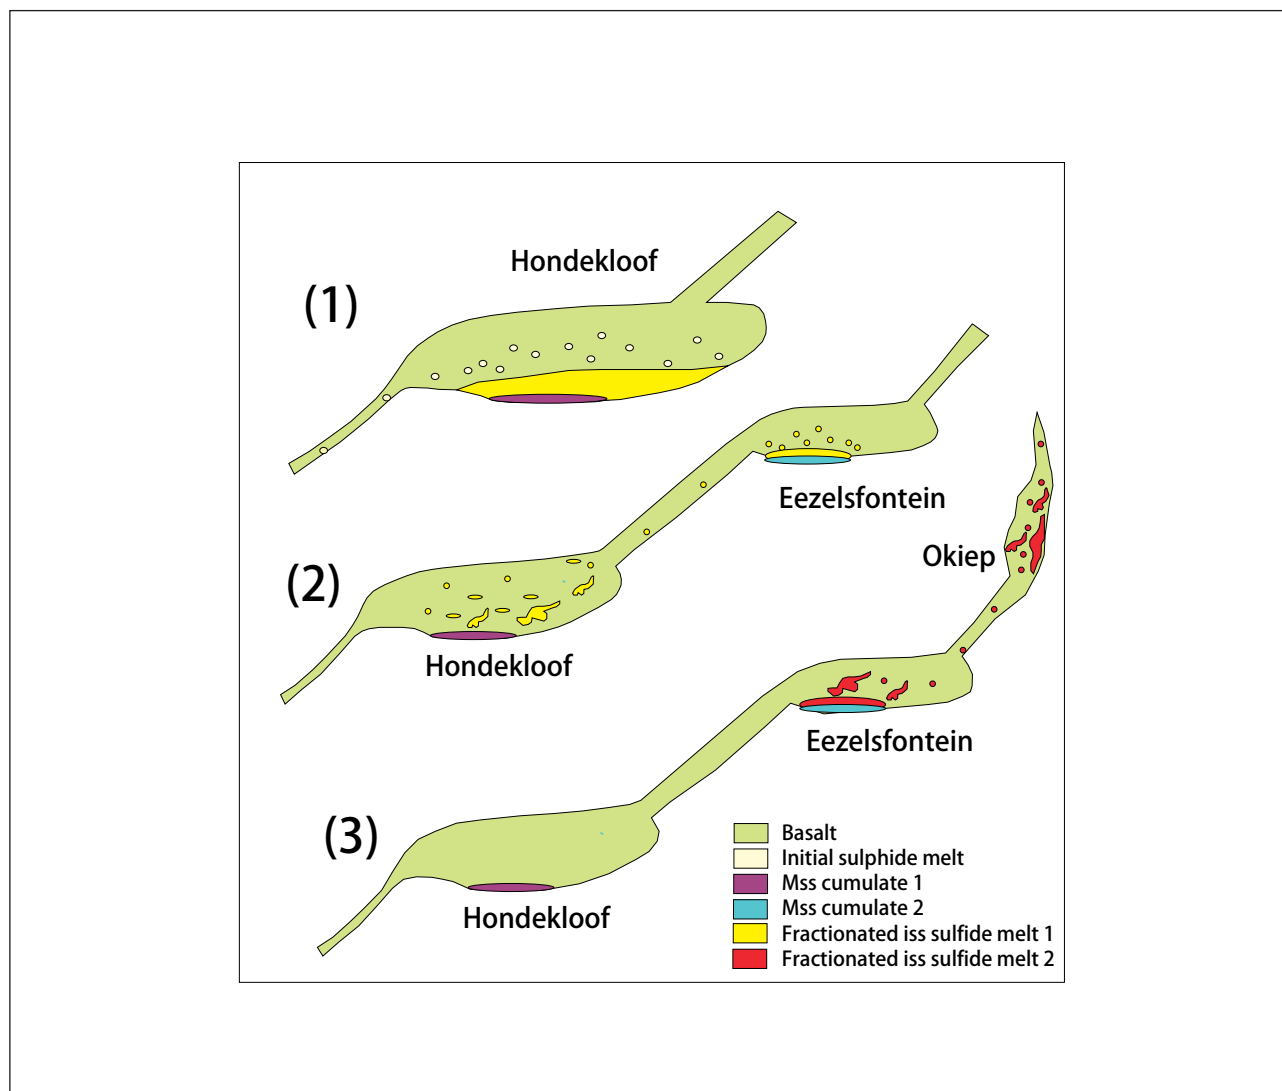 Hondekloof
(1)
Eezelsfontein
Okiep
(2)
Hondekloof
Eezelsfontein
(3)
Hondekloof
Basalt
Initial sulphide melt
Mss cumulate 1
Mss cumulate 2
Fractionated iss sulfide melt 1
Fractionated iss sulfide melt 2